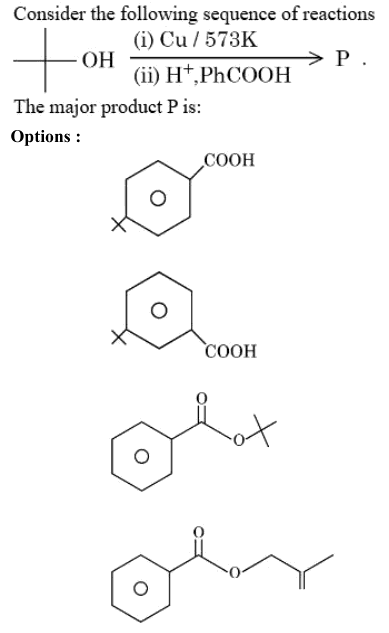 Consider the following sequence of reactions
(i) Cu / 573K
OH
P .
(ii) H⁺,PhCOOH
The major product P is:
Options :
COOH
COOH
O
O
O
O